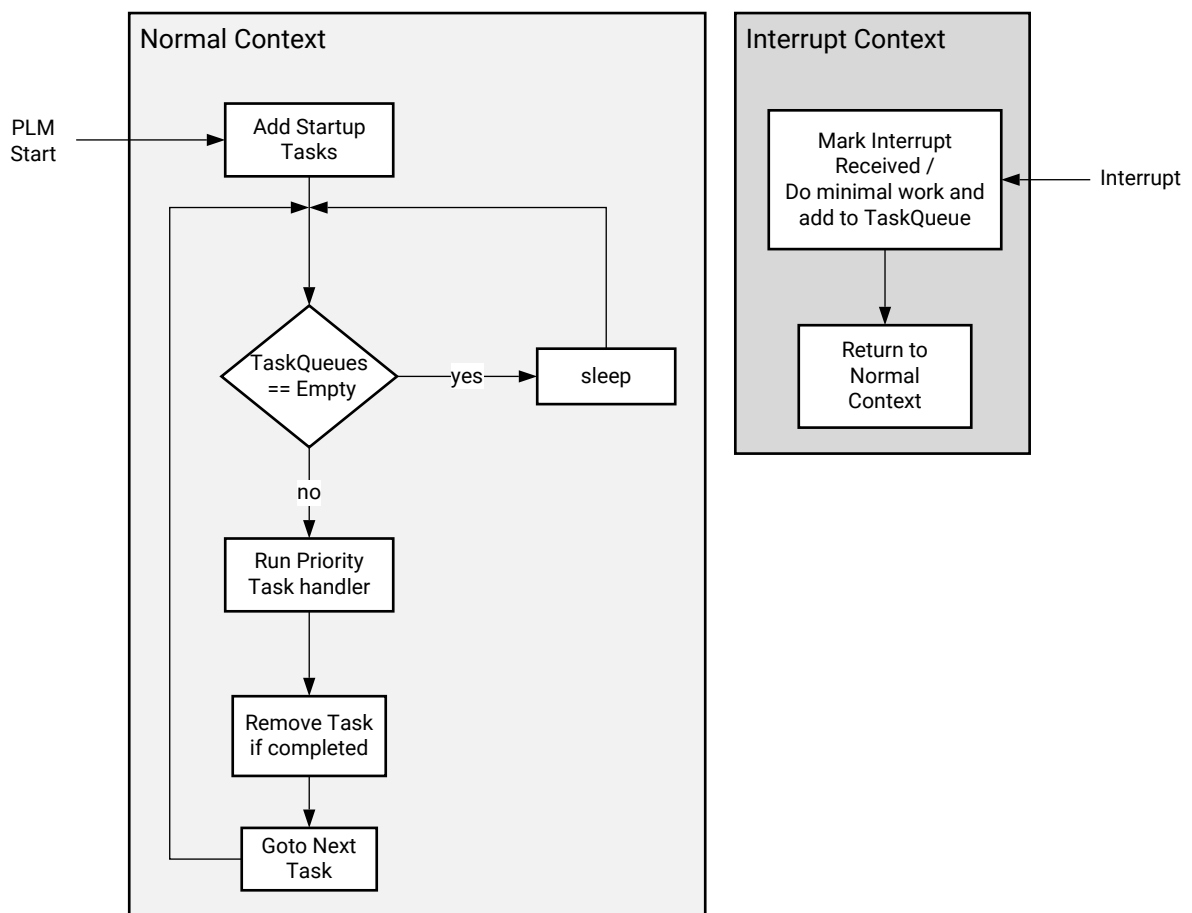 Normal Context
PLM
Start
Add Startup
Tasks
TaskQueues
== Empty
yes
sleep
no
Run Priority
Task handler
Remove Task
if completed
Goto Next
Task
Interrupt Context
Mark Interrupt
Received /
Do minimal work and
add to TaskQueue
Interrupt
Return to
Normal
Context